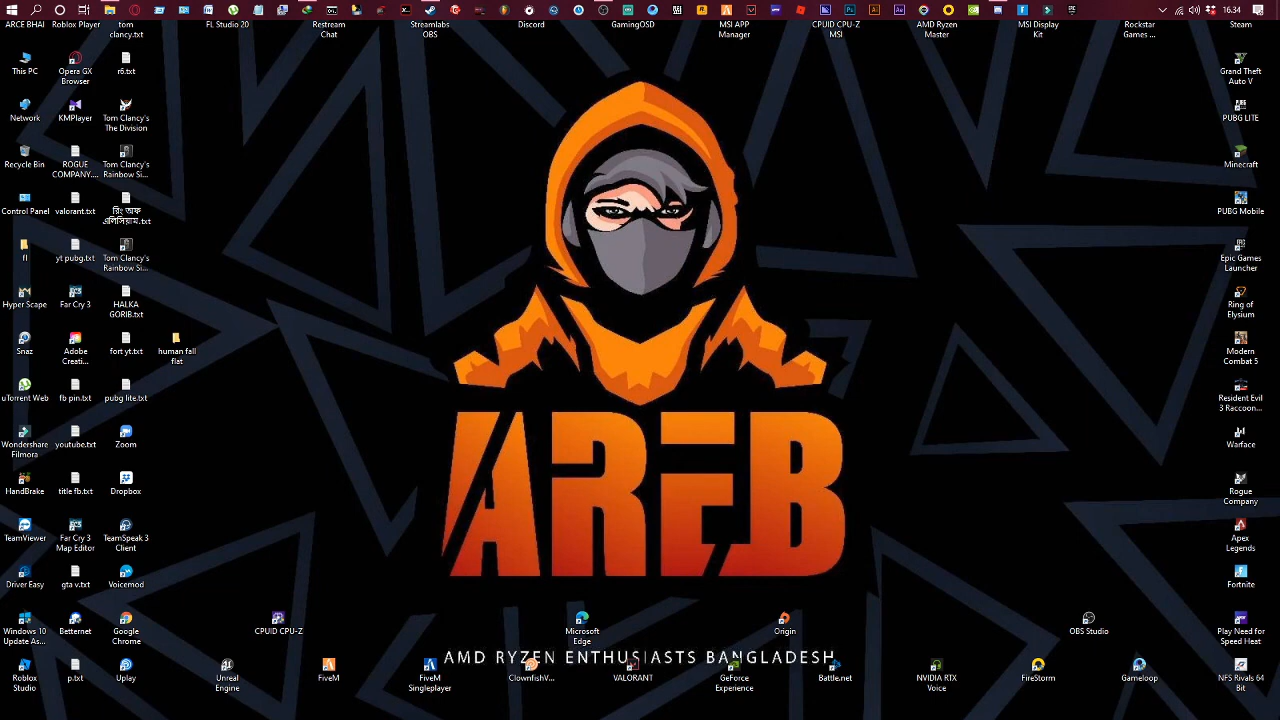 16.34
ARCE BHAI
Roblox Player
tom
clancy.txt
FL Studio 20
Restream
Chat
Streamlabs
OBS
Discord
GamingOSD
MSI APP
Manager
CPUID CPU-Z
MSI
AMD Ryzen
Master
MSI Display
Kit
Rockstar
Games ...
Steam
This PC
Opera GX
Browser
r6.txt
Grand Theft
Auto V
Network
KMPlayer
Tom Clancy's
The Division
PUBG LITE
Recycle Bin
ROGUE
COMPANY....
Tom Clancy's
Rainbow Si...
Minecraft
Control Panel
valorant.txt
রিং অফ
এলিসিয়াম.txt
PUBG Mobile
fl
yt pubg.txt
Tom Clancy's
Rainbow Si...
Epic Games
Launcher
Hyper Scape
Far Cry 3
HALKA
GORIB.txt
Ring of
Elysium
Snaz
Adobe
Creati...
fort yt.txt
human fall
flat
Modern
Combat 5
uTorrent Web
fb pin.txt
pubg lite.txt
Resident Evil
3 Raccoon...
Wondershare
Filmora
youtube.txt
Zoom
Warface
HandBrake
title fb.txt
Dropbox
Rogue
Company
TeamViewer
Far Cry 3
Map Editor
TeamSpeak 3
Client
Apex
Legends
Driver Easy
gta v.txt
Voicemod
Fortnite
AREB
Windows 10
Update As...
Betternet
Google
Chrome
CPUID CPU-Z
Microsoft
Edge
Origin
OBS Studio
Play Need for
Speed Heat
AMD RYZEN ENTHUSIASTS BANGLADESH
Roblox
Studio
p.txt
Uplay
Unreal
Engine
FiveM
FiveM
Singleplayer
ClownfishV...
VALORANT
GeForce
Experience
Battle.net
NVIDIA RTX
Voice
FireStorm
Gameloop
NFS Rivals 64
Bit